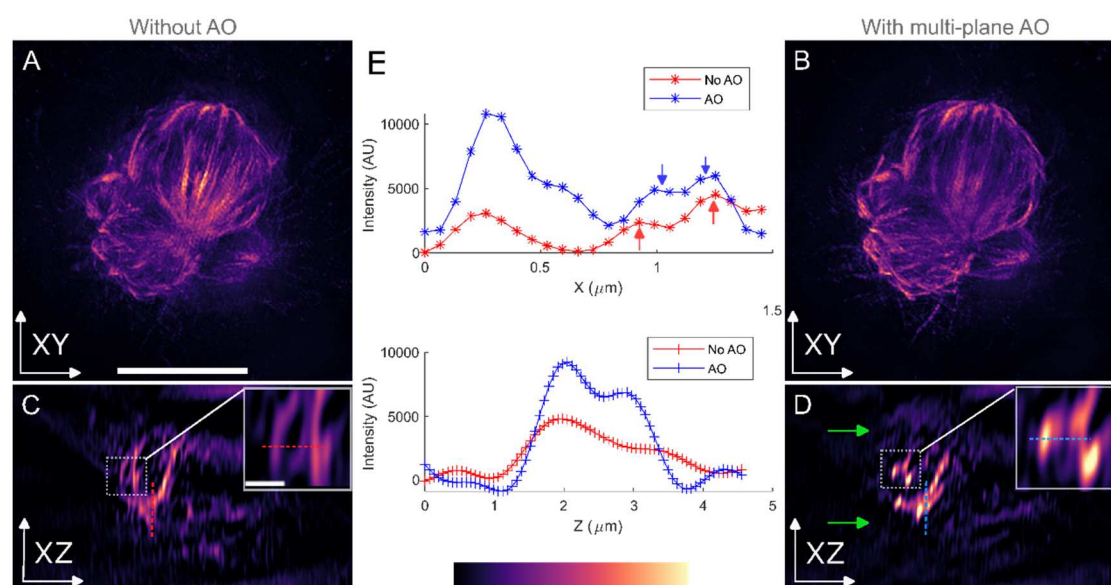 Without AO
With multi-plane AO
A
E
B
No AO
AO
10000
5000
0
Intensity (AU)
0
0.5
1
1.5
X (μm)
XY
XY
No AO
AO
10000
5000
0
Intensity (AU)
0
1
2
3
4
5
Z (μm)
C
D
XZ
XZ